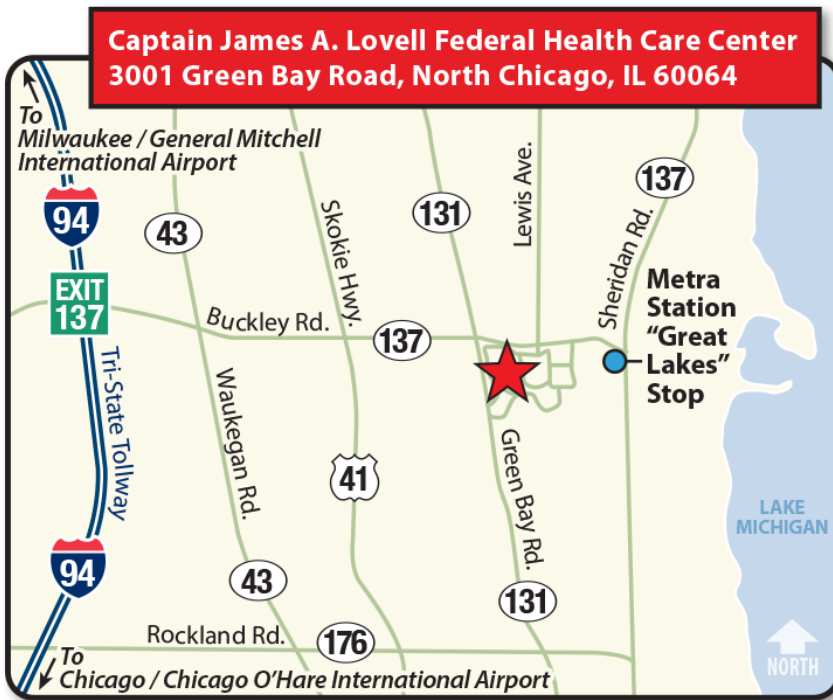 Captain James A. Lovell Federal Health Care Center
3001 Green Bay Road, North Chicago, IL 60064
To
Milwaukee / General Mitchell
International Airport
94
43
Skokie Hwy.
131
Lewis Ave.
137
Sheridan Rd.
EXIT
137
Buckley Rd.
137
Metra
Station
“Great
Lakes”
Stop
Tri-State Tollway
Waukegan Rd.
41
Green Bay Rd.
LAKE
MICHIGAN
94
43
131
Rockland Rd.
176
To
Chicago / Chicago O’Hare International Airport
NORTH